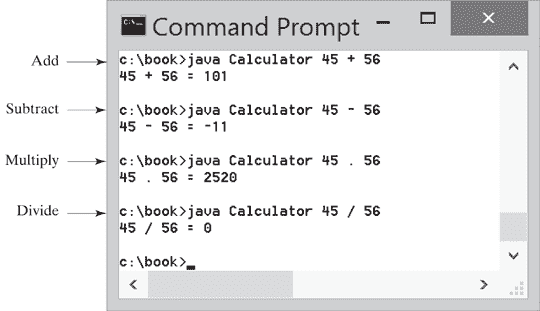 Command Prompt
Add
c:\book>java Calculator 45 + 56
45 + 56 = 101
Subtract
c:\book>java Calculator 45 - 56
45 - 56 = -11
Multiply
c:\book>java Calculator 45 . 56
45 . 56 = 2520
Divide
c:\book>java Calculator 45 / 56
45 / 56 = 0
c:\book>_